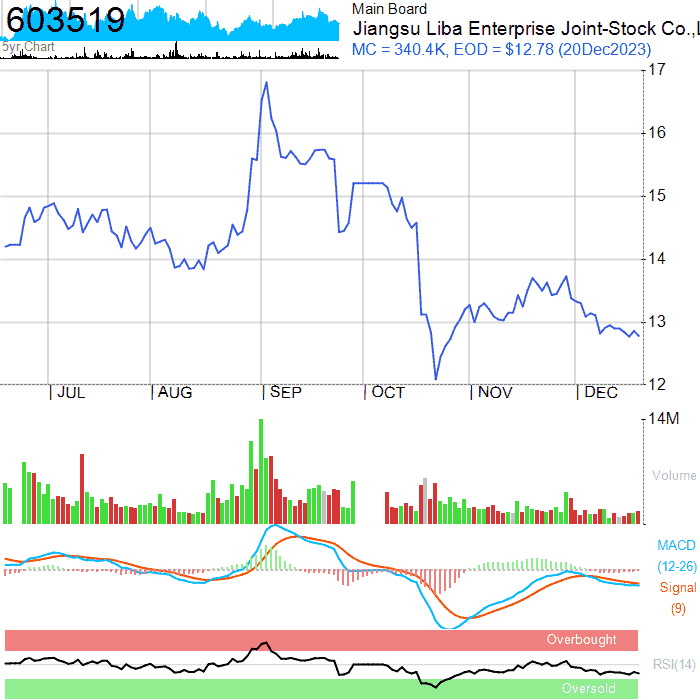 603519
5yr Chart
Main Board
Jiangsu Liba Enterprise Joint-Stock Co.,L
MC = 340.4K, EOD = $12.78 (20Dec2023)
17
16
15
14
13
12
JUL AUG SEP OCT NOV DEC
14M
Volume
MACD
(12-26)
Signal
(9)
Overbought
RSI(14)
Oversold